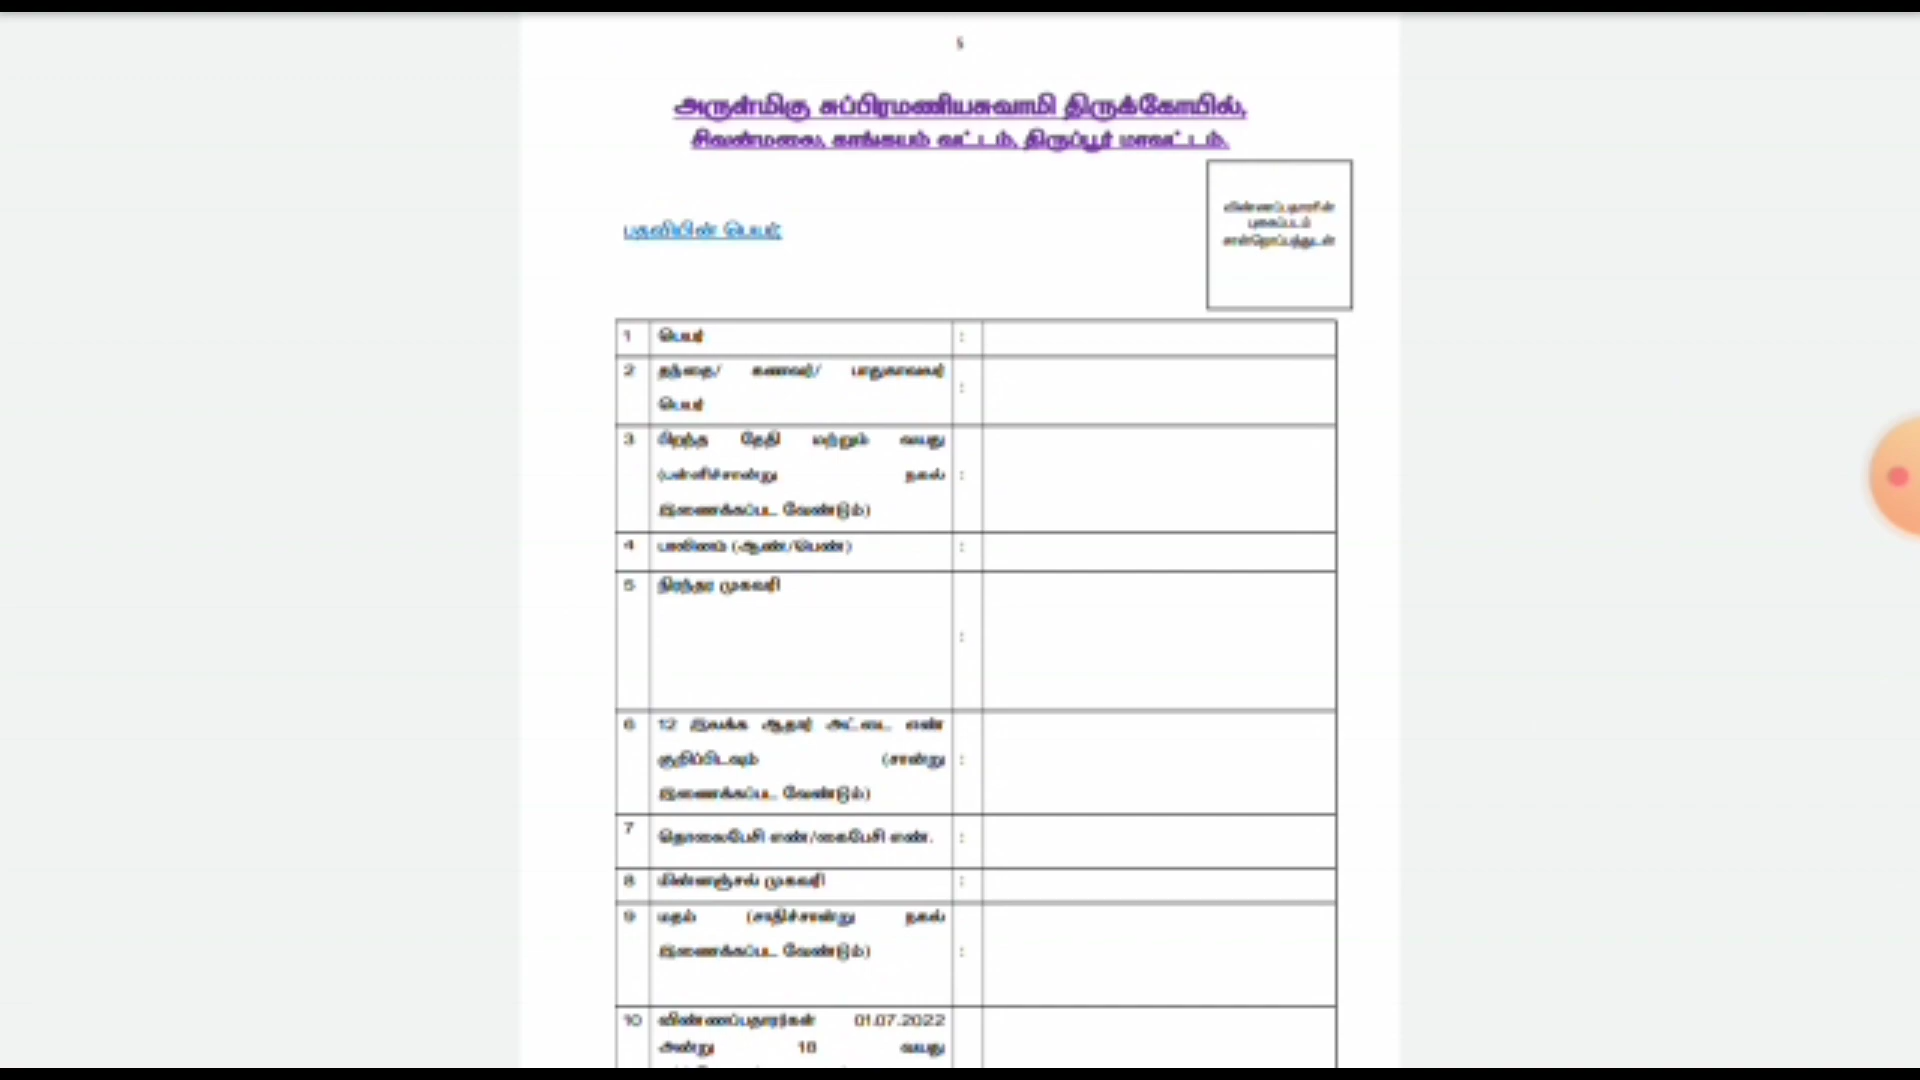 5
அருள்மிகு சுப்பிரமணியசுவாமி திருக்கோயில்,
சிவன்மலை, காங்கயம் வட்டம், திருப்பூர் மாவட்டம்.
விண்ணப்பதாரரின்
புகைப்படம்
சான்றொப்பத்துடன்
பதவியின் பெயர்
1 பெயர் :
2 தந்தை/ கணவர்/ பாதுகாவலர்
பெயர் :
3 பிறந்த தேதி மற்றும் வயது
(பள்ளிச்சான்று நகல் :
இணைக்கப்பட வேண்டும்)
4 பாலினம் (ஆண்/பெண்) :
5 நிரந்தர முகவரி
:
6 12 இலக்க ஆதார் அட்டை எண்
குறிப்பிடவும் (சான்று :
இணைக்கப்பட வேண்டும்)
7 தொலைபேசி எண்/கைபேசி எண். :
8 மின்னஞ்சல் முகவரி :
9 மதம் (சாதிச்சான்று நகல்
இணைக்கப்பட வேண்டும்) :
10 விண்ணப்பதாரர்கள் 01.07.2022
அன்று 18 வயது